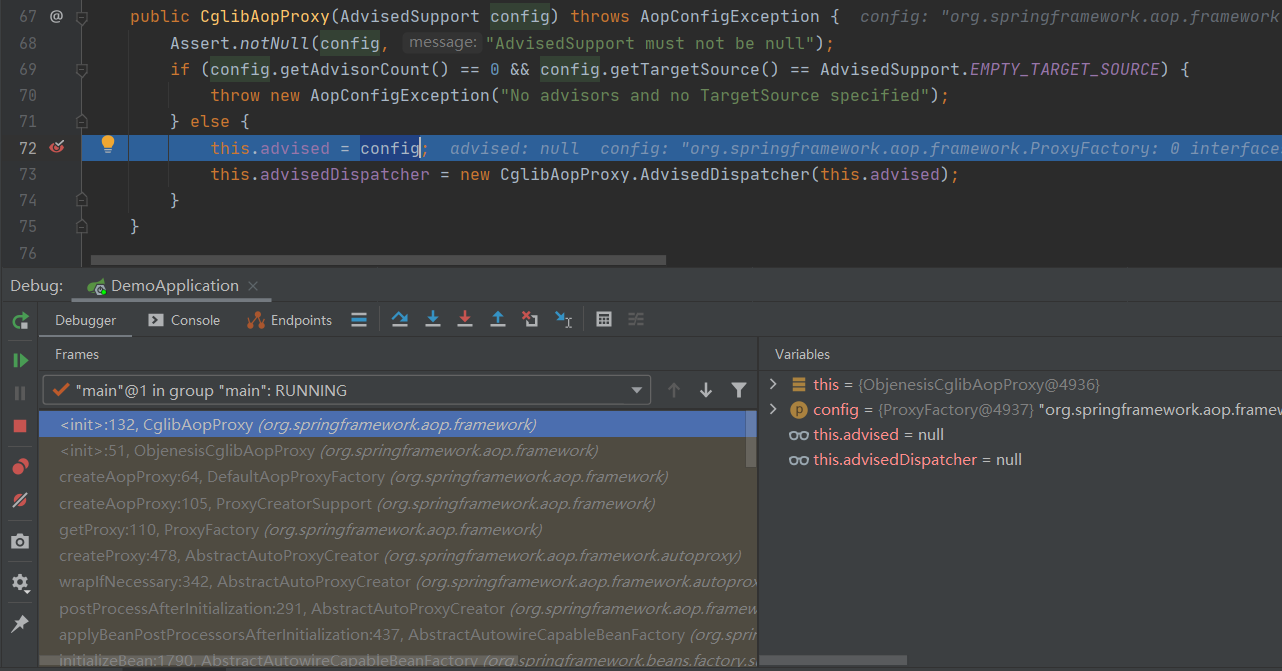 67 @ public CglibAopProxy(AdvisedSupport config) throws AopConfigException { config: "org.springframework.aop.framework
68 Assert.notNull(config, message: "AdvisedSupport must not be null");
69 if (config.getAdvisorCount() == 0 && config.getTargetSource() == AdvisedSupport.EMPTY_TARGET_SOURCE) {
70 throw new AopConfigException("No advisors and no TargetSource specified");
71 } else {
72 this.advised = config; advised: null config: "org.springframework.aop.framework.ProxyFactory: 0 interface
73 this.advisedDispatcher = new CglibAopProxy.AdvisedDispatcher(this.advised);
74 }
75 }
76
Debug: DemoApplication
Debugger Console Endpoints
Frames
"main"@1 in group "main": RUNNING
<init>:132, CglibAopProxy (org.springframework.aop.framework)
<init>:51, ObjenesisCglibAopProxy (org.springframework.aop.framework)
createAopProxy:64, DefaultAopProxyFactory (org.springframework.aop.framework)
createAopProxy:105, ProxyCreatorSupport (org.springframework.aop.framework)
getProxy:110, ProxyFactory (org.springframework.aop.framework)
createProxy:478, AbstractAutoProxyCreator (org.springframework.aop.framework.autoproxy)
wrapIfNecessary:342, AbstractAutoProxyCreator (org.springframework.aop.framework.autoprox
postProcessAfterInitialization:291, AbstractAutoProxyCreator (org.springframework.aop.framew
applyBeanPostProcessorsAfterInitialization:437, AbstractAutowireCapableBeanFactory (org.sprin
initializeBean:1790, AbstractAutowireCapableBeanFactory (org.springframework.beans.factory.s
Variables
this = {ObjenesisCglibAopProxy@4936}
p config = {ProxyFactory@4937} "org.springframework.aop.framew
this.advised = null
this.advisedDispatcher = null